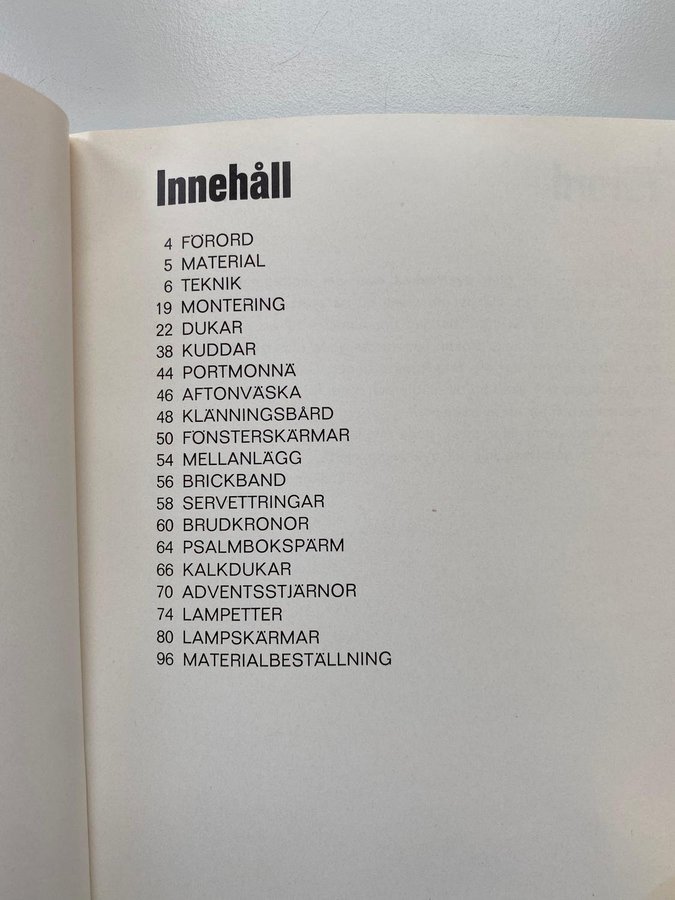 Innehåll
4 FÖRORD
5 MATERIAL
6 TEKNIK
19 MONTERING
22 DUKAR
38 KUDDAR
44 PORTMONNÄ
46 AFTONVÄSKA
48 KLÄNNINGSBÅRD
50 FÖNSTERSKÄRMAR
54 MELLANLÄGG
56 BRICKBAND
58 SERVETTRINGAR
60 BRUDKRONOR
64 PSALMBOKSPÄRM
66 KALKDUKAR
70 ADVENTSSTJÄRNOR
74 LAMPETTER
80 LAMPSKÄRMAR
96 MATERIALBESTÄLLNING